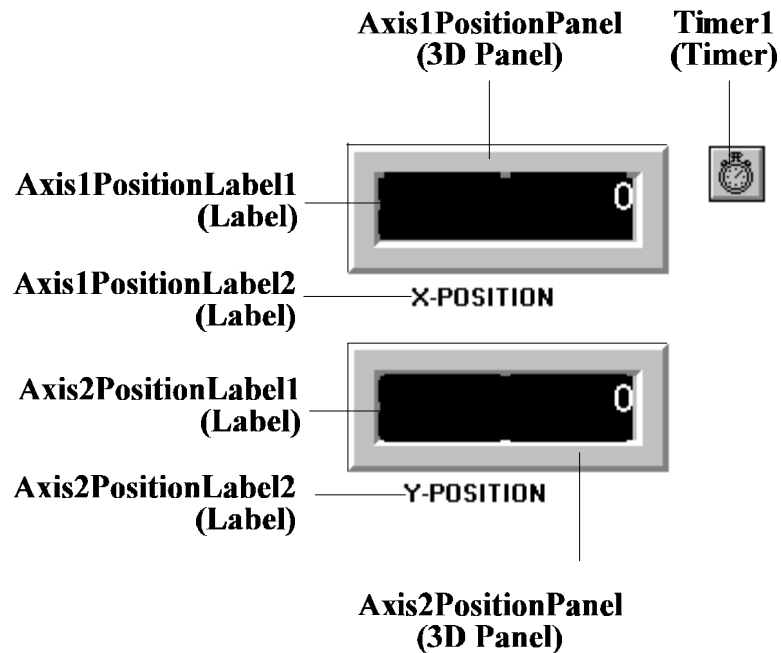 Axis1PositionPanel
(3D Panel)
Timer1
(Timer)
Axis1PositionLabel1
(Label)
0
Axis1PositionLabel2
(Label)
X-POSITION
Axis2PositionLabel1
(Label)
0
Axis2PositionLabel2
(Label)
Y-POSITION
Axis2PositionPanel
(3D Panel)